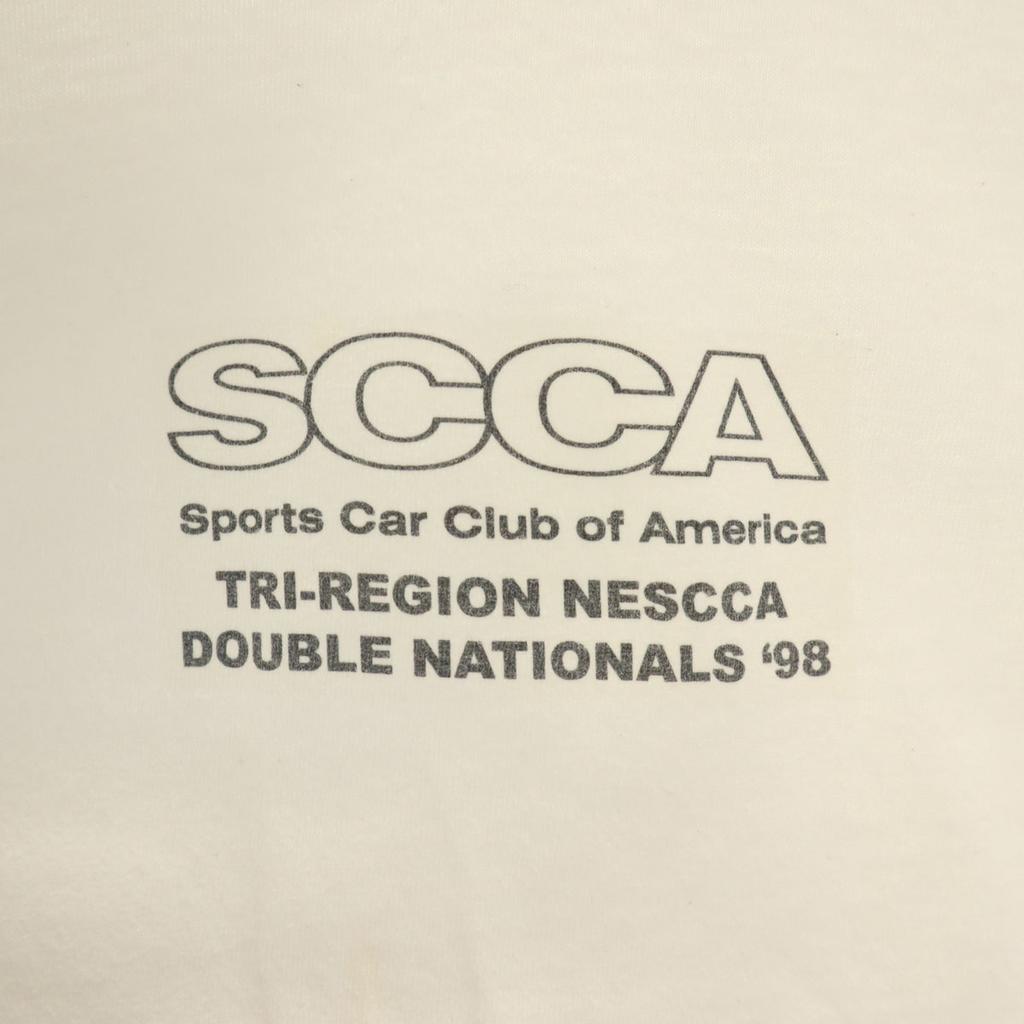 SCCA
Sports Car Club of America
TRI-REGION NESCCA
DOUBLE NATIONALS ‘98